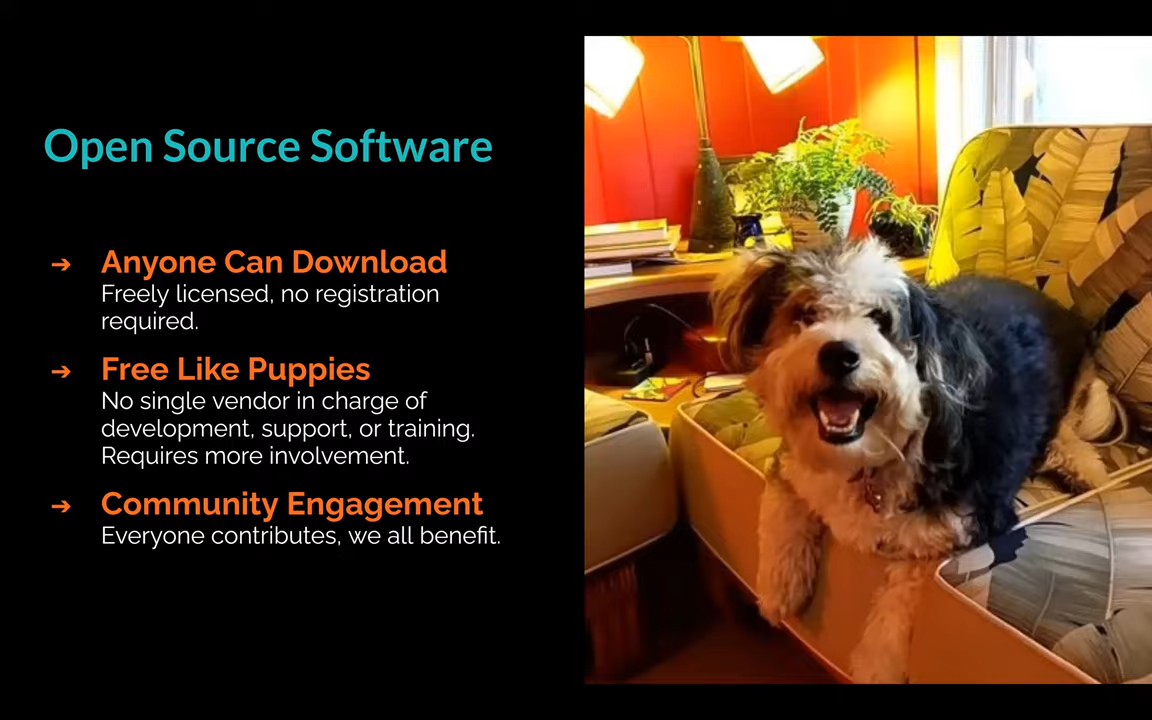 Open Source Software
➔ Anyone Can Download
Freely licensed, no registration
required.
➔ Free Like Puppies
No single vendor in charge of
development, support, or training.
Requires more involvement.
➔ Community Engagement
Everyone contributes, we all benefit.